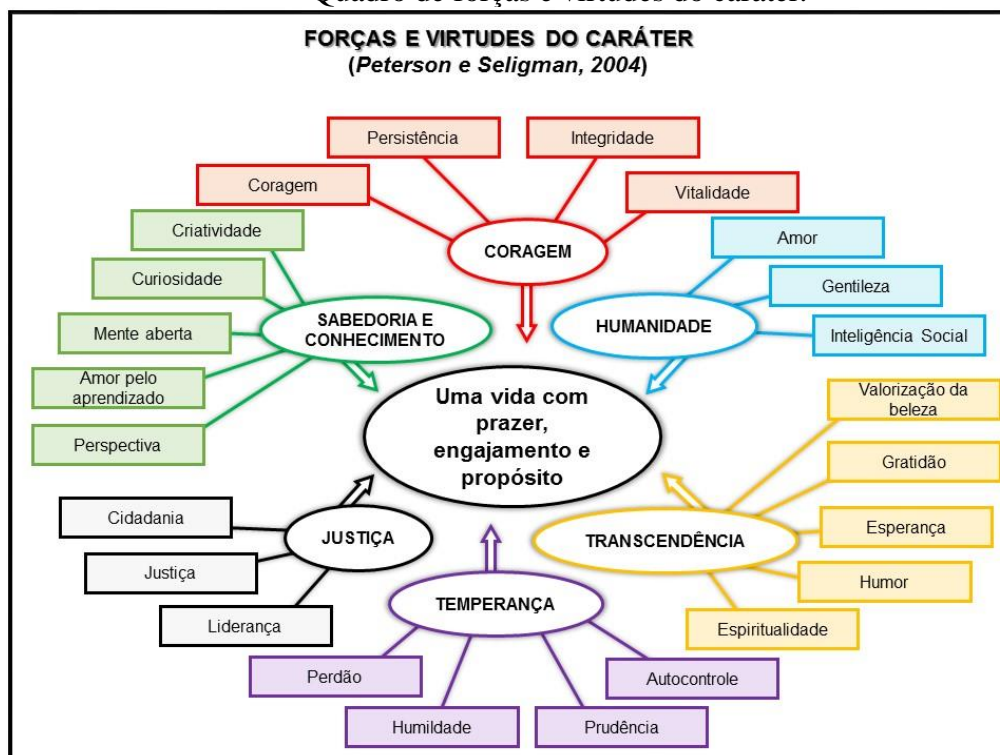 Quadro de forças e virtudes do caráter.
FORÇAS E VIRTUDES DO CARÁTER
(Peterson e Seligman, 2004)
Persistência
Integridade
Coragem
Vitalidade
CORAGEM
Criatividade
Curiosidade
Mente aberta
Amor pelo
aprendizado
Perspectiva
SABEDORIA E
CONHECIMENTO
Amor
Gentileza
Inteligência Social
HUMANIDADE
Uma vida com
prazer,
engajamento e
propósito
Valorização da
beleza
Gratidão
Esperança
Humor
Espiritualidade
TRANSCENDÊNCIA
Cidadania
Justiça
Liderança
JUSTIÇA
TEMPERANÇA
Perdão
Humildade
Prudência
Autocontrole